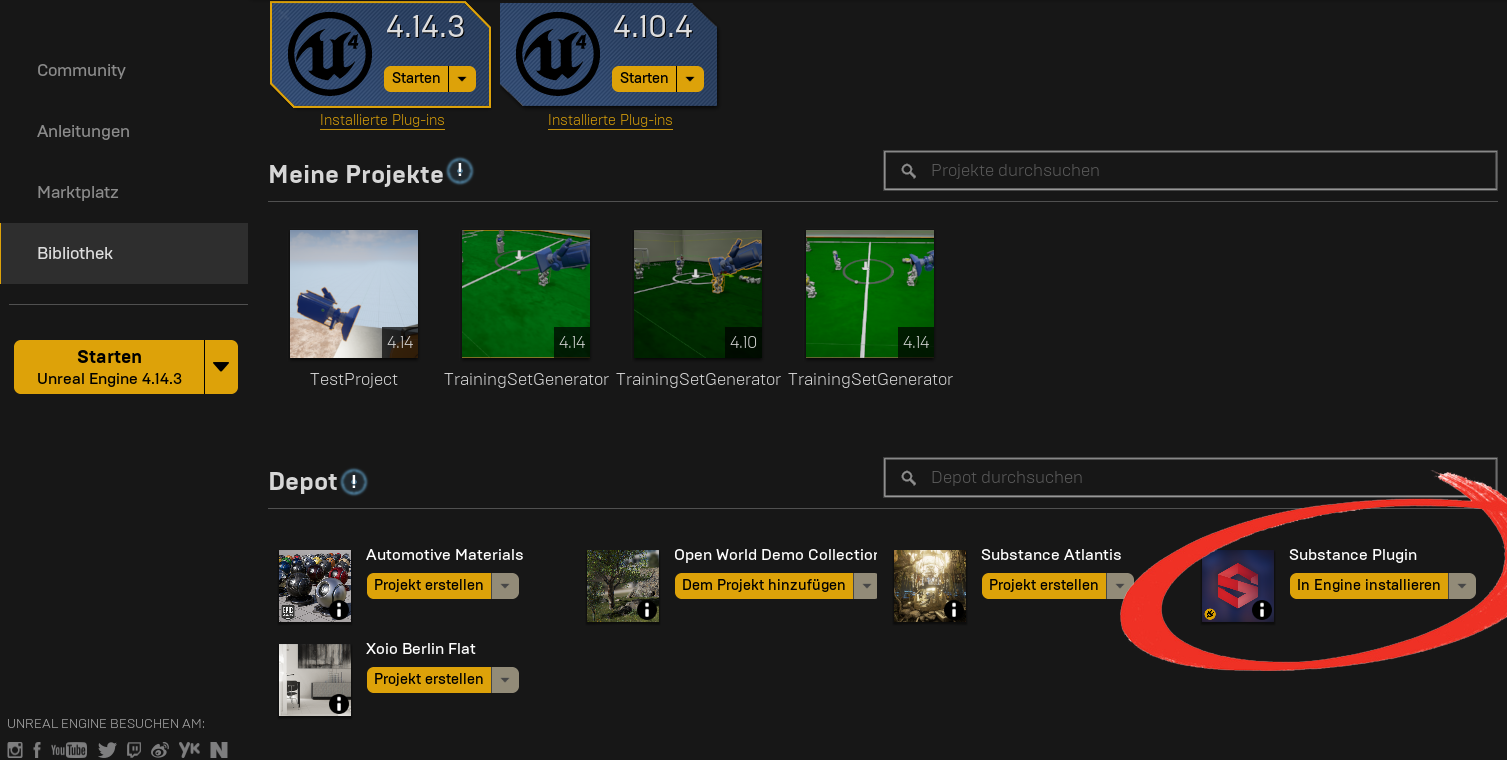 4.14.3
4.10.4
Starten
Starten
Installierte Plug-ins
Installierte Plug-ins
Community
Anleitungen
Marktplatz
Bibliothek
Starten
Unreal Engine 4.14.3
Meine Projekte
Projekte durchsuchen
4.14
4.14
4.10
4.14
TestProject
TrainingSetGenerator
TrainingSetGenerator
TrainingSetGenerator
Depot
Depot durchsuchen
Automotive Materials
Projekt erstellen
Open World Demo Collection
Dem Projekt hinzufügen
Substance Atlantis
Projekt erstellen
Substance Plugin
In Engine installieren
EPIC
Xoio Berlin Flat
Projekt erstellen
UNREAL ENGINE BESUCHEN AM:
YouTube